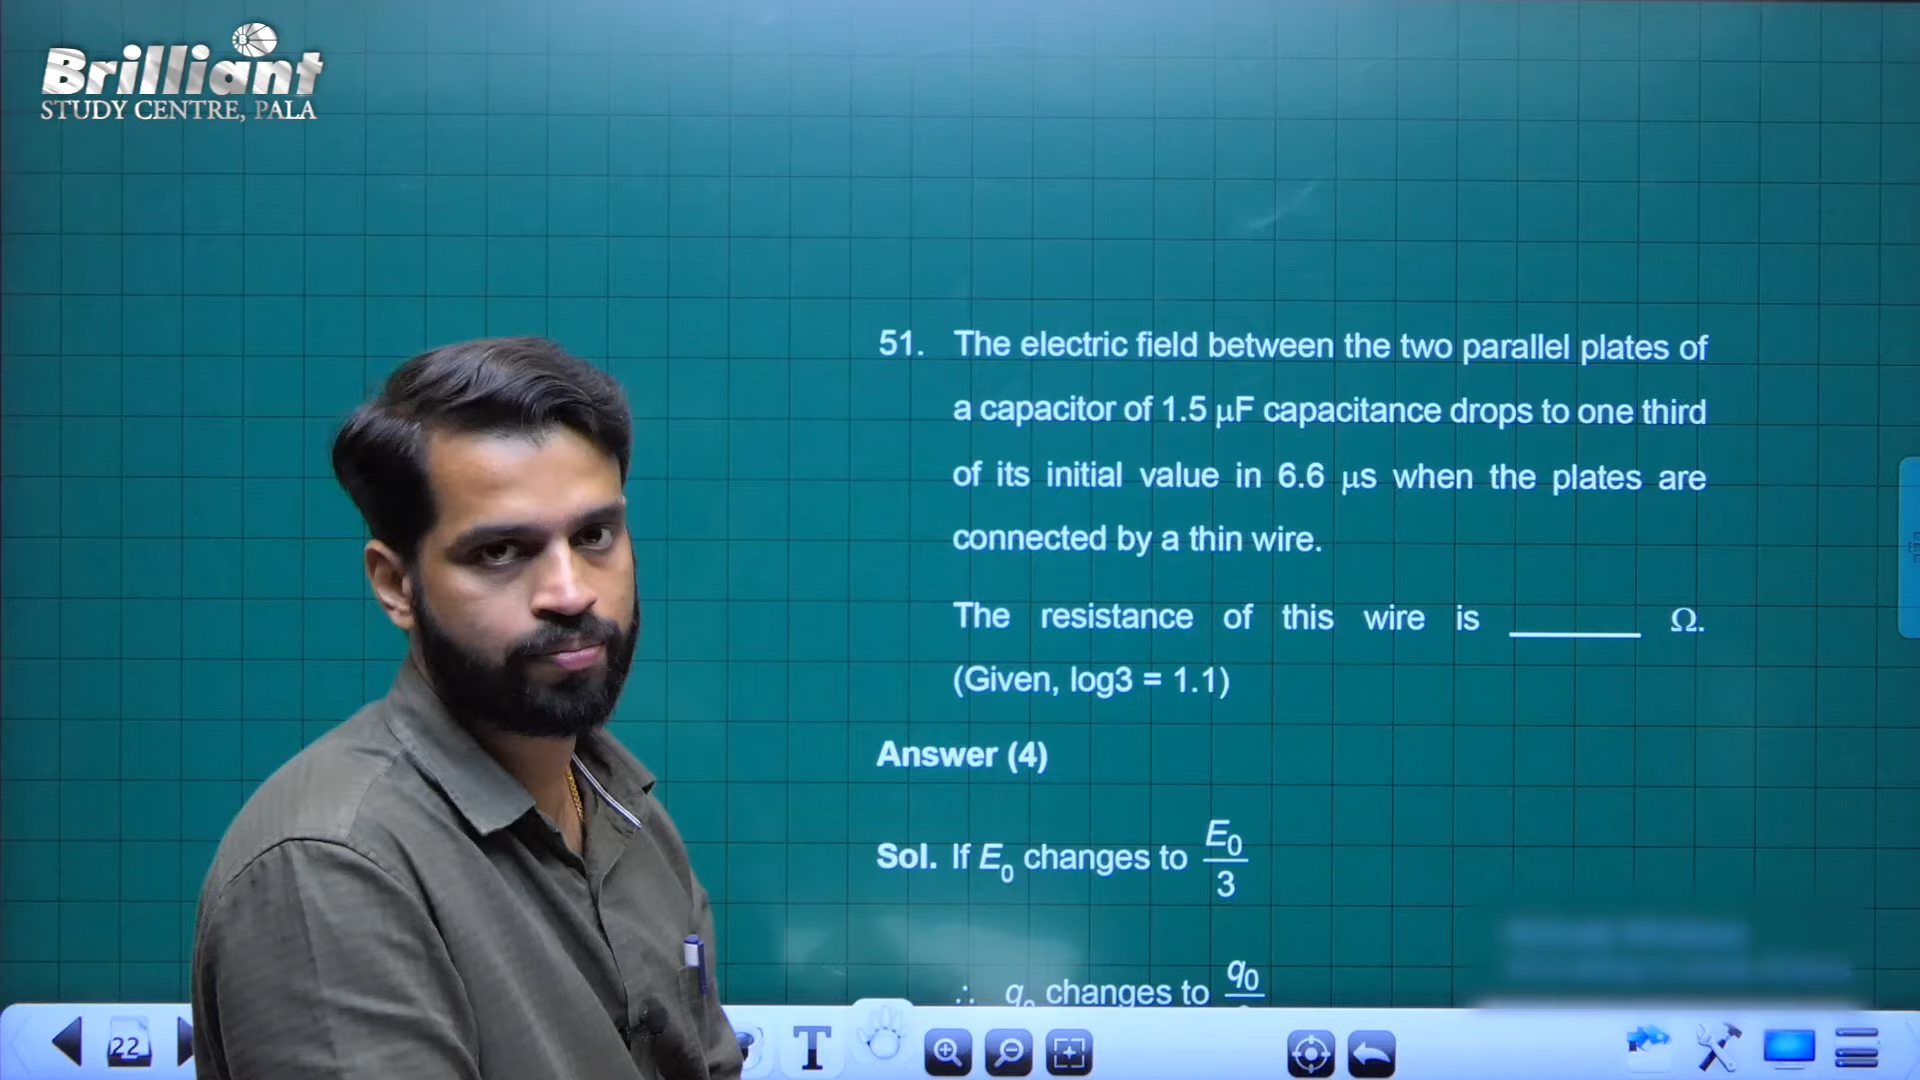 Brilliant
STUDY CENTRE, PALA
51. The electric field between the two parallel plates of
a capacitor of 1.5 μF capacitance drops to one third
of its initial value in 6.6 μs when the plates are
connected by a thin wire.
The resistance of this wire is ______ Ω.
(Given, log3 = 1.1)
Answer (4)
Sol. If E₀ changes to E₀/3
∴ q₀ changes to q₀
22
T